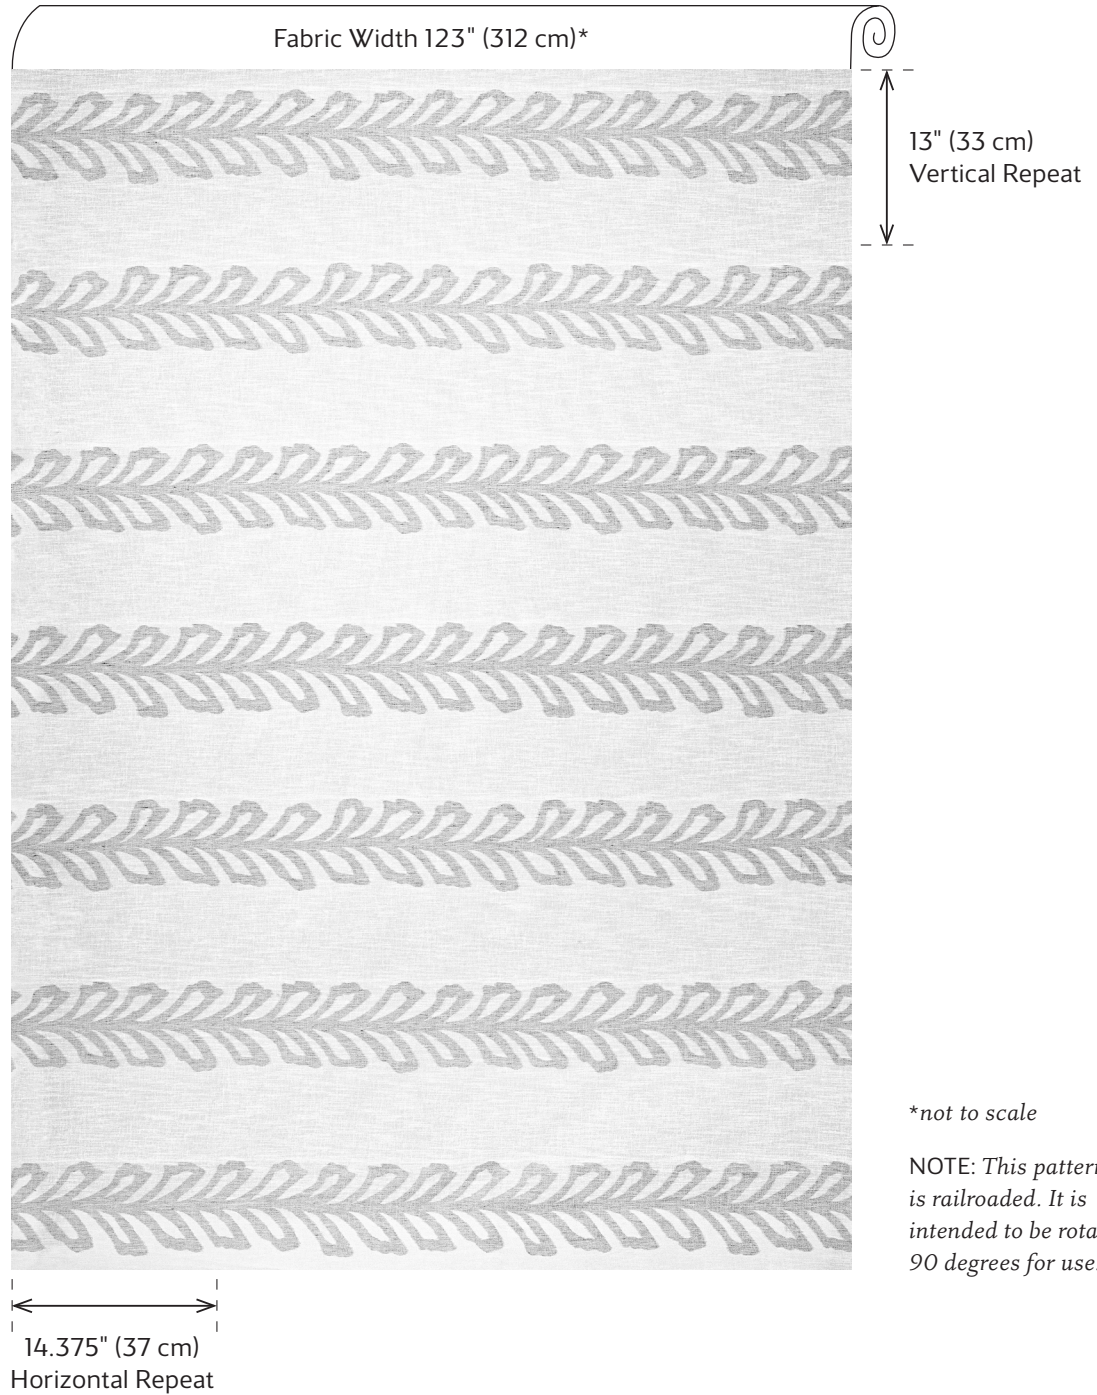 Fabric Width 123" (312 cm)*
13" (33 cm)
Vertical Repeat
*not to scale
NOTE: This pattern
is railroaded. It is
intended to be
90 degrees for use.
14.375" (37 cm)
Horizontal Repeat